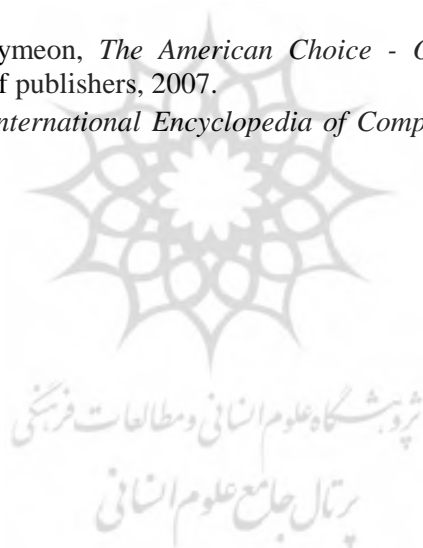 ymeon, The American Choice - 
f publishers, 2007.
nternational Encyclopedia of Comp
پژوهشگاه علوم انسانی و مطالعات فرهنگی
پرتال جامع علوم انسانی